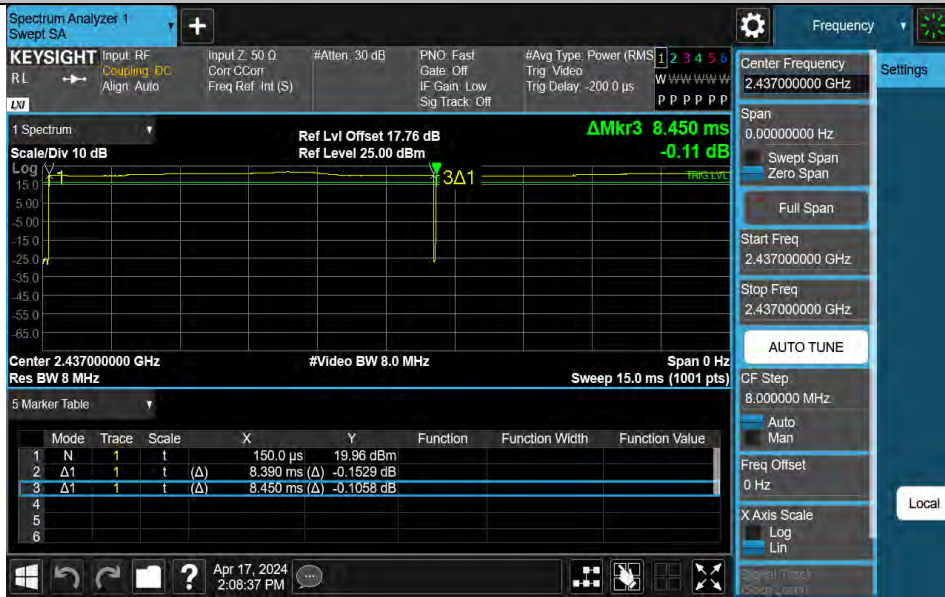 Spectrum Analyzer 1
Swept SA
Frequency
KEYSIGHT
RL
LXI
Input: RF
Coupling: DC
Align: Auto
Input Z: 50 Ω
Corr CCorr
Freq Ref: Int (S)
#Atten: 30 dB
PNO: Fast
Gate: Off
IF Gain: Low
Sig Track: Off
#Avg Type: Power (RMS
Trig: Video
Trig Delay: -200.0 µs
1 2 3 4 5 6
W W W W W W
P P P P P P
1 Spectrum
Scale/Div 10 dB
Ref Lvl Offset 17.76 dB
Ref Level 25.00 dBm
ΔMkr3 8.450 ms
-0.11 dB
Log
15.0
5.00
-5.00
-15.0
-25.0
-35.0
-45.0
-55.0
-65.0
1
3Δ1
TRIG LVL
Center 2.437000000 GHz
Res BW 8 MHz
#Video BW 8.0 MHz
Span 0 Hz
Sweep 15.0 ms (1001 pts)
5 Marker Table
Mode Trace Scale X Y Function Function Width Function Value
1 N 1 t 150.0 µs 19.96 dBm
2 Δ1 1 t (Δ) 8.390 ms (Δ) -0.1529 dB
3 Δ1 1 t (Δ) 8.450 ms (Δ) -0.1058 dB
4
5
6
Apr 17, 2024
2:08:37 PM
Center Frequency
2.437000000 GHz
Span
0.00000000 Hz
Swept Span
Zero Span
Full Span
Start Freq
2.437000000 GHz
Stop Freq
2.437000000 GHz
AUTO TUNE
CF Step
8.000000 MHz
Auto
Man
Freq Offset
0 Hz
X Axis Scale
Log
Lin
Signal Track
(Span Zoom)
Settings
Local